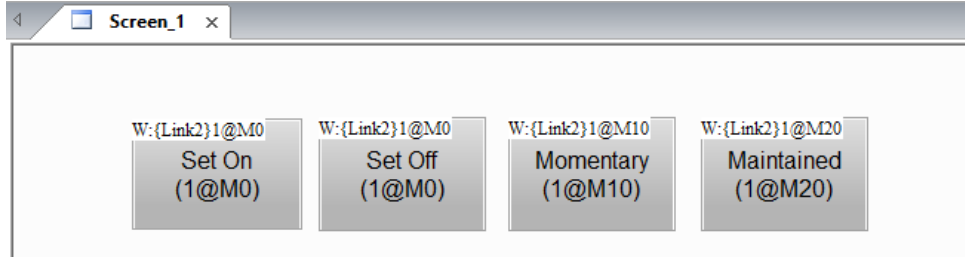 Screen_1
W:{Link2}1@M0
Set On
(1@M0)
W:{Link2}1@M0
Set Off
(1@M0)
W:{Link2}1@M10
Momentary
(1@M10)
W:{Link2}1@M20
Maintained
(1@M20)